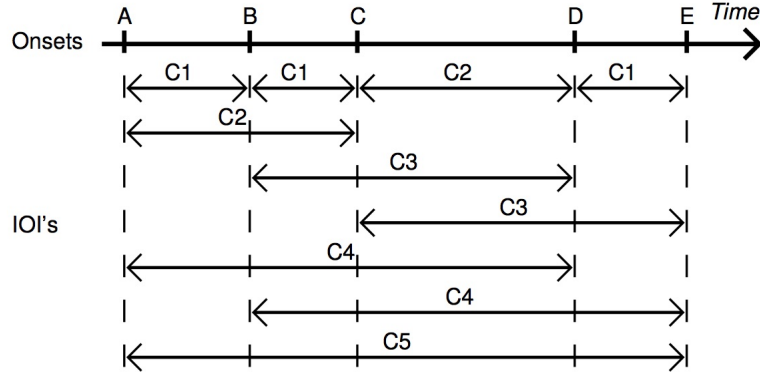 A B C D E Time
Onsets
C1 C1 C2 C1
C2
C3
C3
IOI's
C4
C4
C5